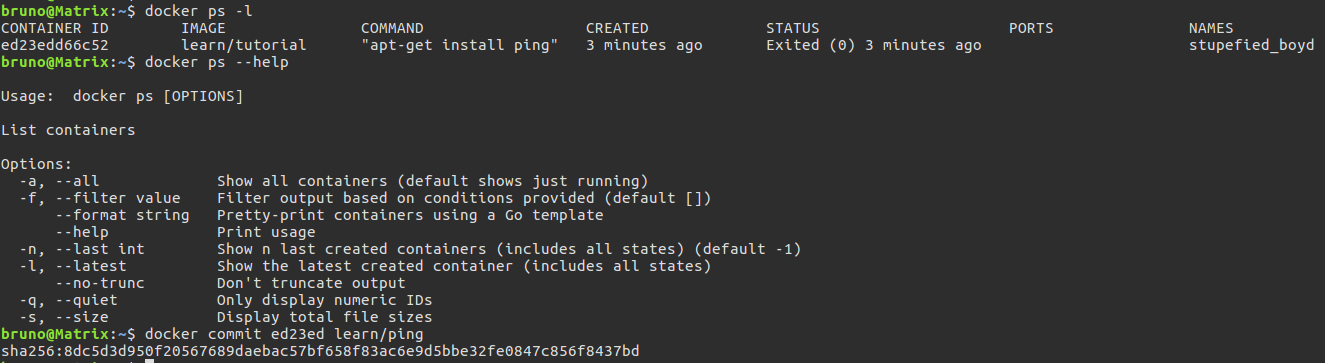 bruno@Matrix:~$ docker ps -l
CONTAINER ID        IMAGE               COMMAND                  CREATED             STATUS                     PORTS               NAMES
ed23edd66c52        learn/tutorial      "apt-get install ping"   3 minutes ago       Exited (0) 3 minutes ago                       stupefied_boyd
bruno@Matrix:~$ docker ps --help
Usage:  docker ps [OPTIONS]
List containers
Options:
  -a, --all             Show all containers (default shows just running)
  -f, --filter value    Filter output based on conditions provided (default [])
      --format string   Pretty-print containers using a Go template
      --help            Print usage
  -n, --last int        Show n last created containers (includes all states) (default -1)
  -l, --latest          Show the latest created container (includes all states)
      --no-trunc        Don't truncate output
  -q, --quiet           Only display numeric IDs
  -s, --size            Display total file sizes
bruno@Matrix:~$ docker commit ed23ed learn/ping
sha256:8dc5d3d950f20567689daebac57bf658f83ac6e9d5bbe32fe0847c856f8437bd